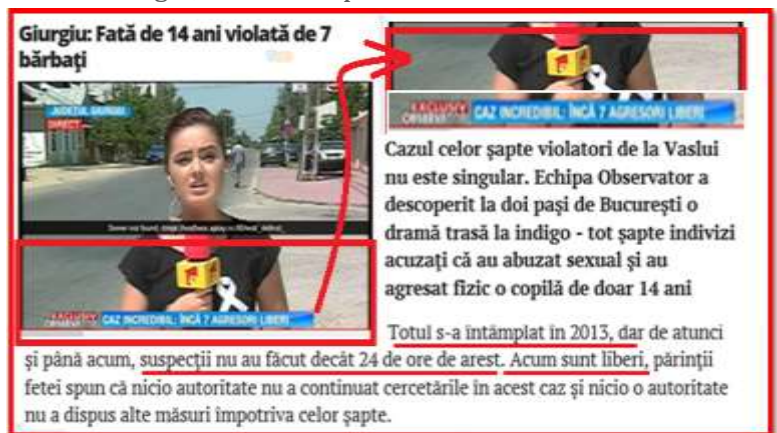 Giurgiu: Fată de 14 ani violată de 7
bărbați
JUDEȚUL GIURGIU
DIRECT
EXCLUSIV
OBSERVATOR
CAZ INCREDIBIL: ÎNCĂ 7 AGRESORI LIBERI
EXCLUSIV
OBSERVATOR
CAZ INCREDIBIL: ÎNCĂ 7 AGRESORI LIBERI
Cazul celor șapte violatori de la Vaslui
nu este singular. Echipa Observator a
descoperit la doi pași de București o
dramă trasă la indigo - tot șapte indivizi
acuzați că au abuzat sexual și au
agresat fizic o copilă de doar 14 ani
Totul s-a întâmplat în 2013, dar de atunci
și până acum, suspecții nu au făcut decât 24 de ore de arest. Acum sunt liberi, părinții
fetei spun că nicio autoritate nu a continuat cercetările în acest caz și nicio o autoritate
nu a dispus alte măsuri împotriva celor șapte.